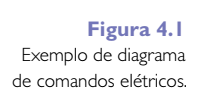 Figura 4.1
Exemplo de diagrama
de comandos elétricos.